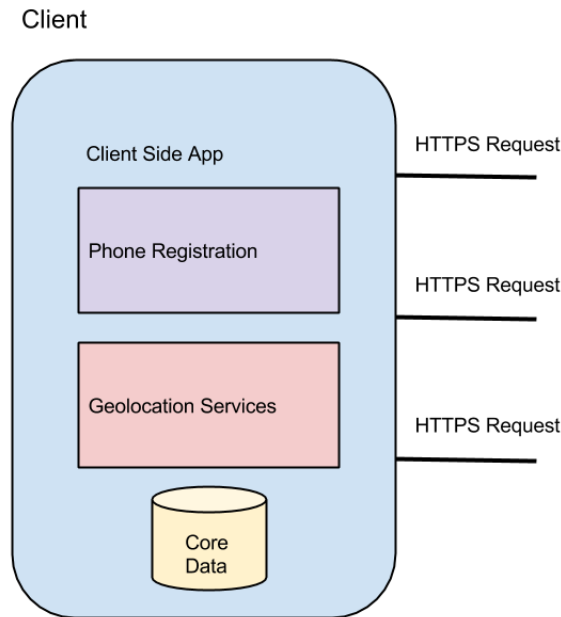 Client
Client Side App
HTTPS Request
Phone Registration
HTTPS Request
Geolocation Services
HTTPS Request
Core
Data